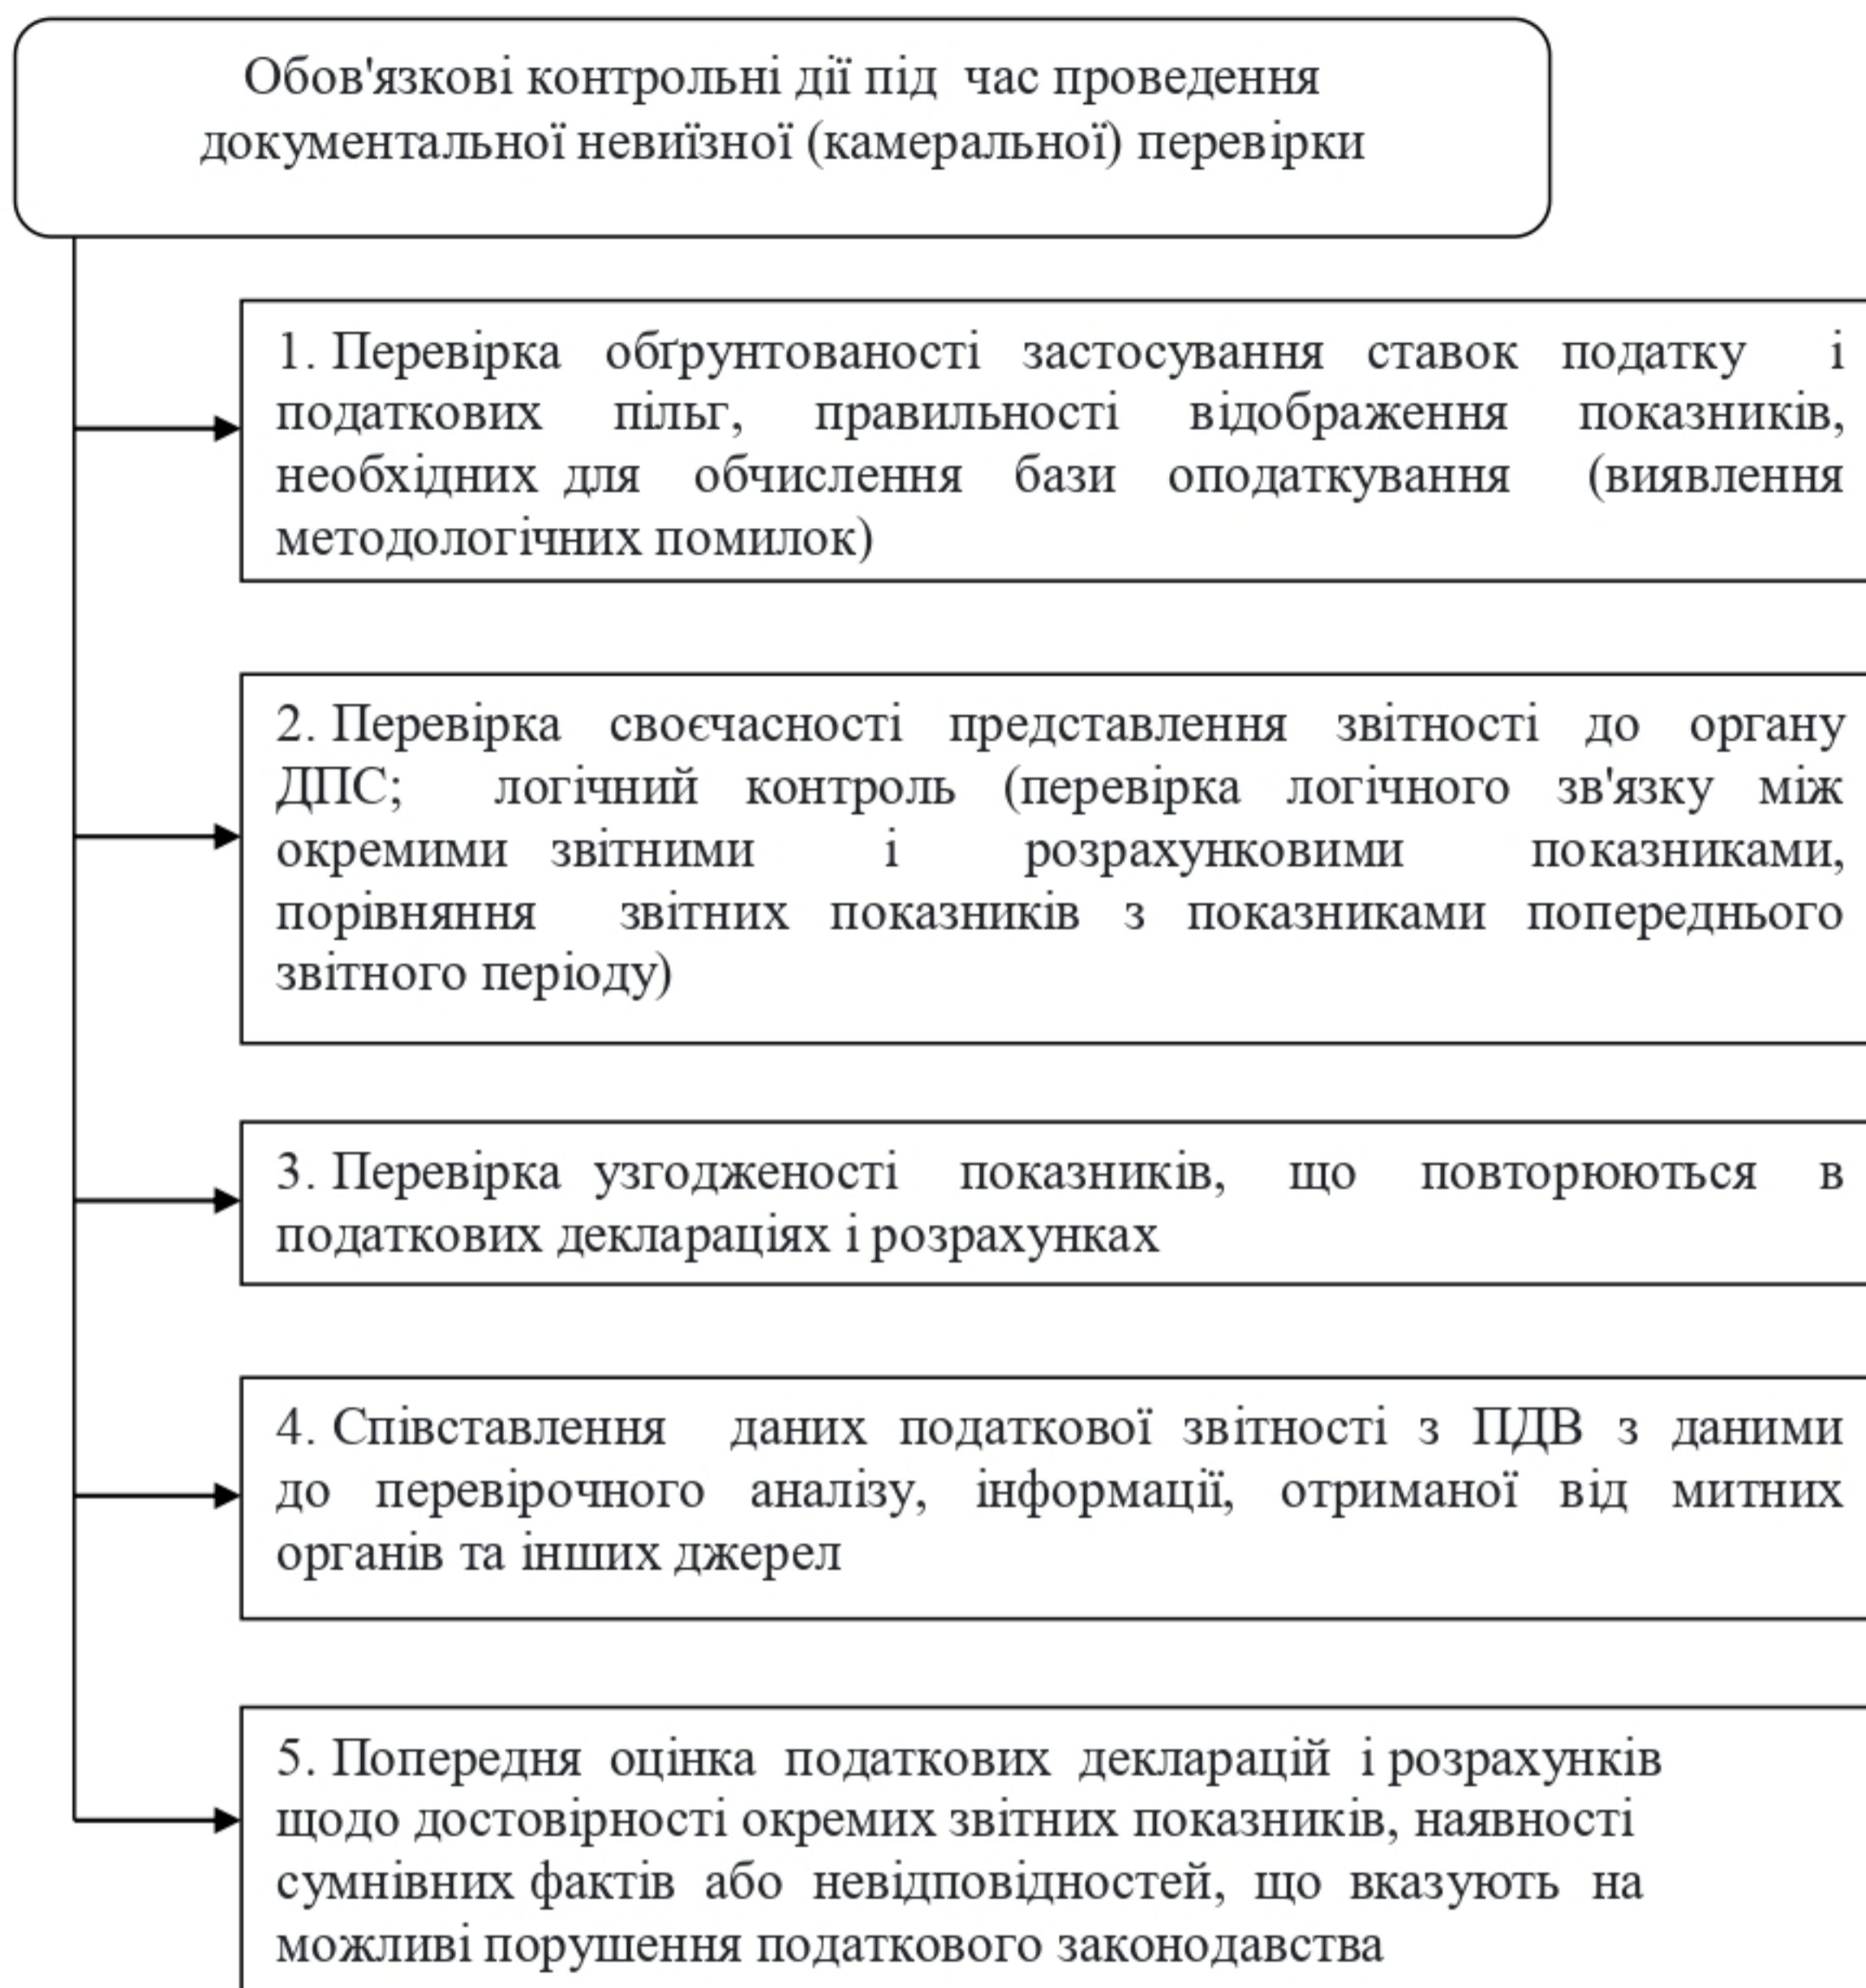 Обов'язкові контрольні дії під час проведення
документальної невиїзної (камеральної) перевірки
1. Перевірка обґрунтованості застосування ставок податку і
податкових пільг, правильності відображення показників,
необхідних для обчислення бази оподаткування (виявлення
методологічних помилок)
2. Перевірка своєчасності представлення звітності до органу
ДПС; логічний контроль (перевірка логічного зв'язку між
окремими звітними і розрахунковими показниками,
порівняння звітних показників з показниками попереднього
звітного періоду)
3. Перевірка узгодженості показників, що повторюються в
податкових деклараціях і розрахунках
4. Співставлення даних податкової звітності з ПДВ з даними
до перевірочного аналізу, інформації, отриманої від митних
органів та інших джерел
5. Попередня оцінка податкових декларацій і розрахунків
щодо достовірності окремих звітних показників, наявності
сумнівних фактів або невідповідностей, що вказують на
можливі порушення податкового законодавства